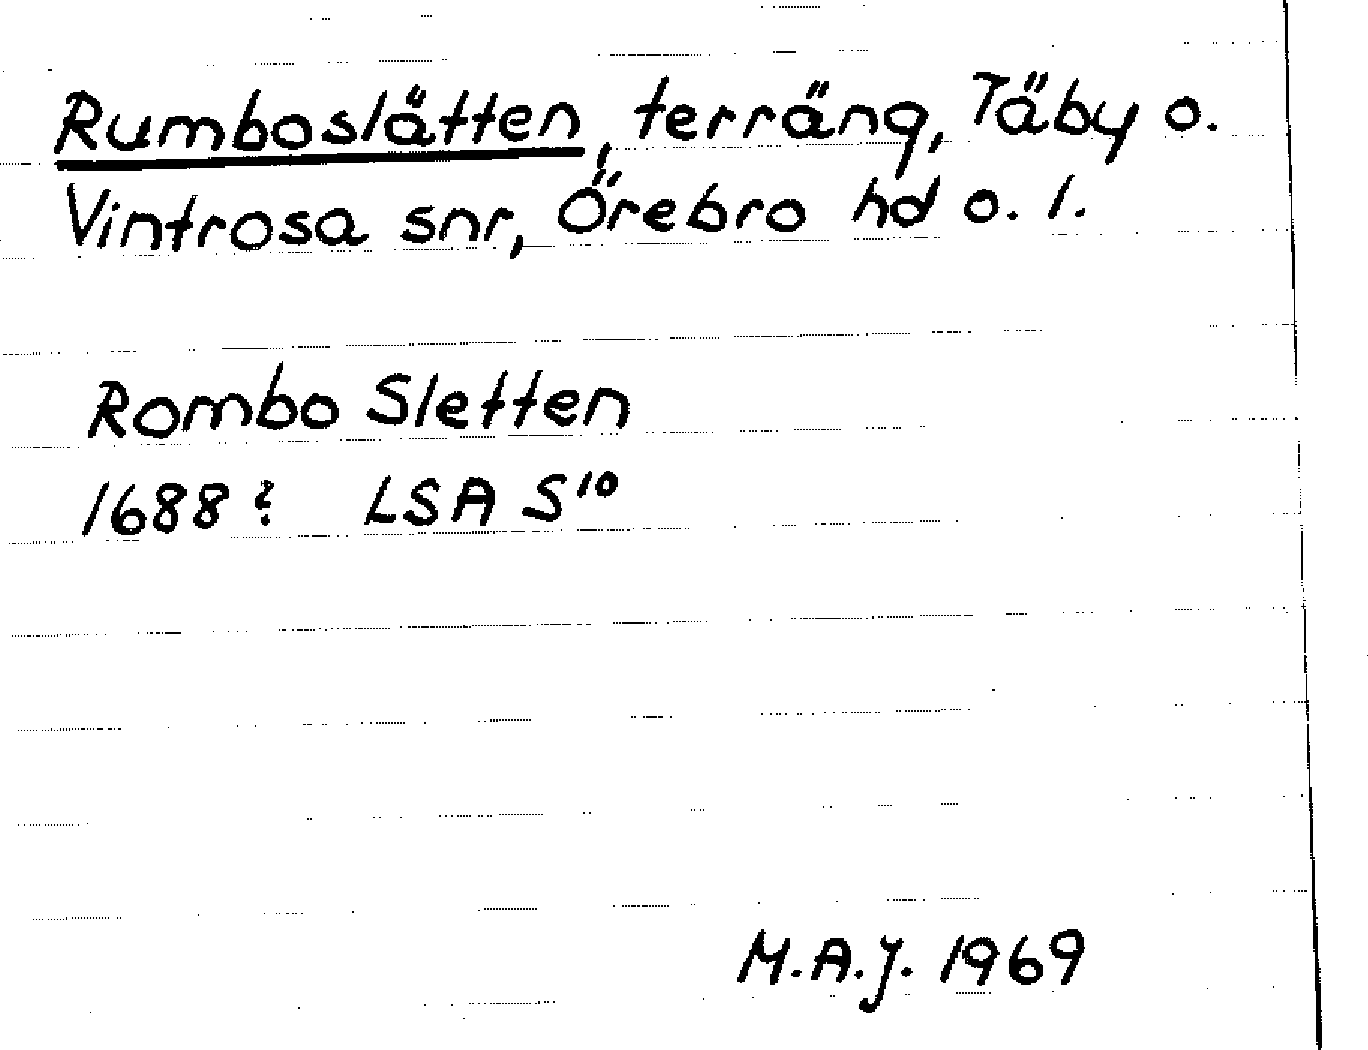 Rumboslätten, terräng, Täby o.
Vintrosa snr, Örebro hd o. l.
Rombo Sletten
1688? LSA S¹⁰
M.A.J. 1969